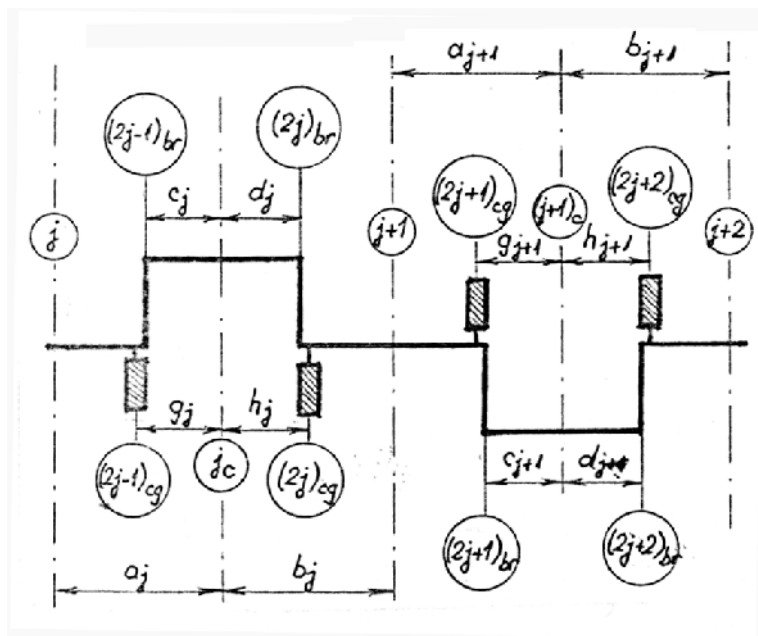 a_{j+1} b_{j+1}
(2j-1)_{br} (2j)_{br}
(2j+1)_{cg} (j+1)_c (2j+2)_{cg}
c_j d_j
j j+1 g_{j+1} h_{j+1} j+2
g_j h_j
(2j-1)_{cg} j_c (2j)_{cg}
c_{j+1} d_{j+1}
(2j+1)_{br} (2j+2)_{br}
a_j b_j